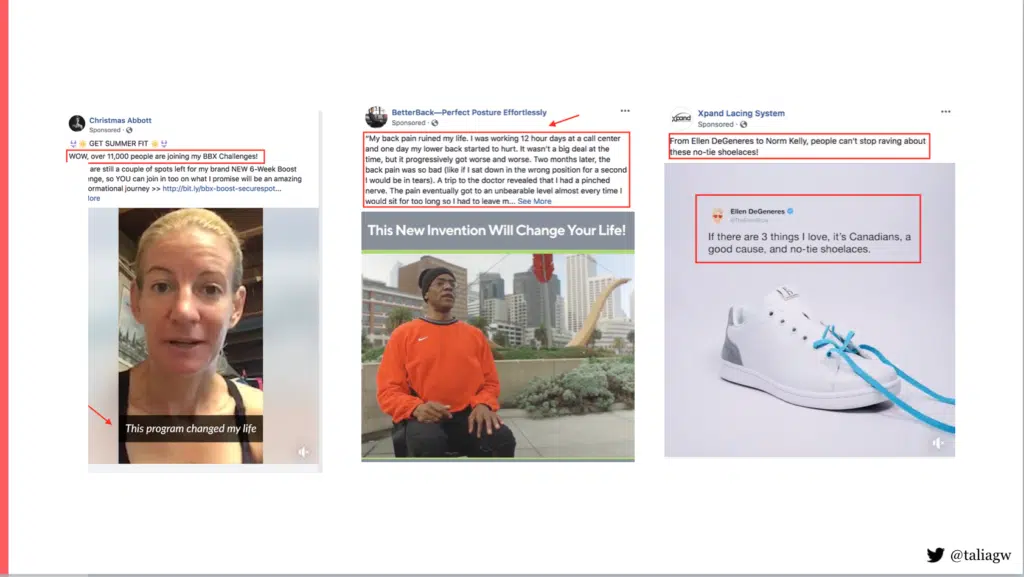 Christmas Abbott
Sponsored ·
GET SUMMER FIT
WOW, over 11,000 people are joining my BBX Challenges!
are still a couple of spots left for my brand NEW 6-Week Boost
nge, so YOU can join in too on what I promise will be an amazing
ormational journey >> http://bit.ly/bbx-boost-securespot...
ore
This program changed my life
BetterBack—Perfect Posture Effortlessly
Sponsored ·
"My back pain ruined my life. I was working 12 hour days at a call center
and one day my lower back started to hurt. It wasn't a big deal at the
time, but it progressively got worse and worse. Two months later, the
back pain was so bad (like if I sat down in the wrong position for a second
I would be in tears). A trip to the doctor revealed that I had a pinched
nerve. The pain eventually got to an unbearable level almost every time I
would sit for too long so I had to leave m... See More
This New Invention Will Change Your Life!
xpand
Xpand Lacing System
Sponsored ·
From Ellen DeGeneres to Norm Kelly, people can't stop raving about
these no-tie shoelaces!
Ellen DeGeneres
@TheEllenShow
If there are 3 things I love, it's Canadians, a
good cause, and no-tie shoelaces.
@taliagw